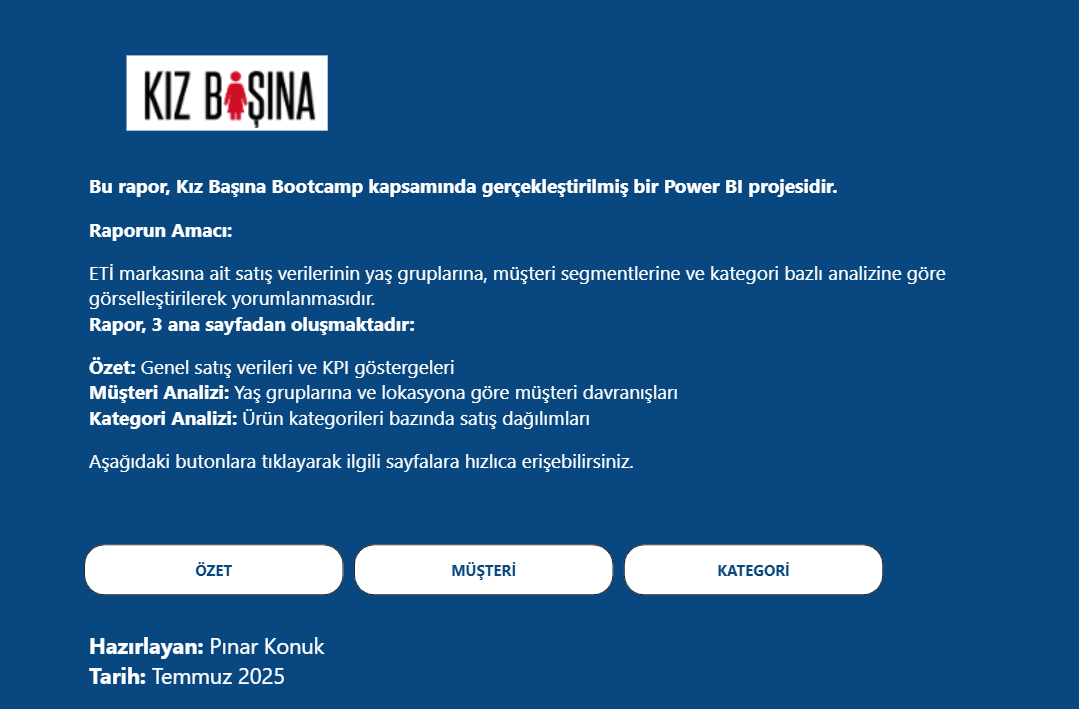 KIZ BAŞINA
Bu rapor, Kız Başına Bootcamp kapsamında gerçekleştirilmiş bir Power BI projesidir.
Raporun Amacı:
ETİ markasına ait satış verilerinin yaş gruplarına, müşteri segmentlerine ve kategori bazlı analizine göre
görselleştirilerek yorumlanmasıdır.
Rapor, 3 ana sayfadan oluşmaktadır:
Özet: Genel satış verileri ve KPI göstergeleri
Müşteri Analizi: Yaş gruplarına ve lokasyona göre müşteri davranışları
Kategori Analizi: Ürün kategorileri bazında satış dağılımları
Aşağıdaki butonlara tıklayarak ilgili sayfalara hızlıca erişebilirsiniz.
ÖZET
MÜŞTERİ
KATEGORİ
Hazırlayan: Pınar Konuk
Tarih: Temmuz 2025